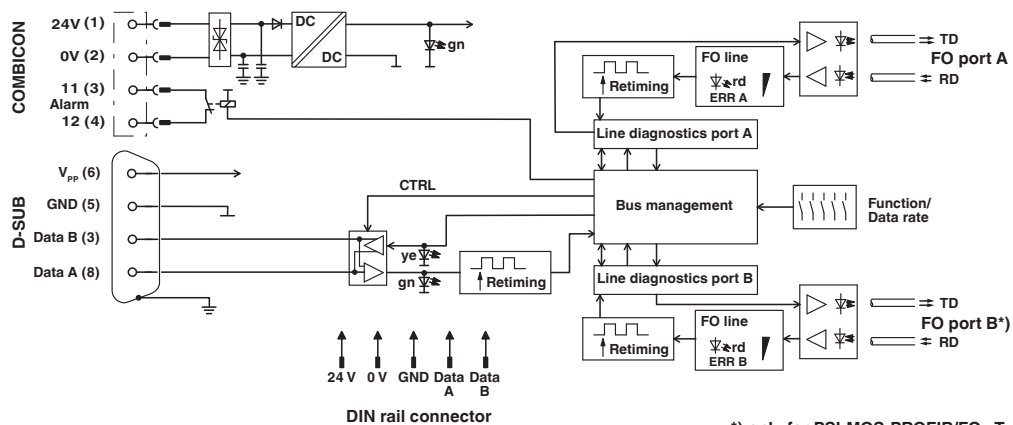 COMBICON
24V (1)
0V (2)
11 (3)
Alarm
12 (4)
DC
DC
gn
D-SUB
VPP (6)
GND (5)
Data B (3)
Data A (8)
CTRL
ye
gn
Retiming
Retiming
FO line
rd
ERR A
TD
FO port A
RD
Line diagnostics port A
Bus management
Function/
Data rate
Line diagnostics port B
Retiming
FO line
rd
ERR B
TD
FO port B*)
RD
24 V
0 V
GND
Data
A
Data
B
DIN rail connector